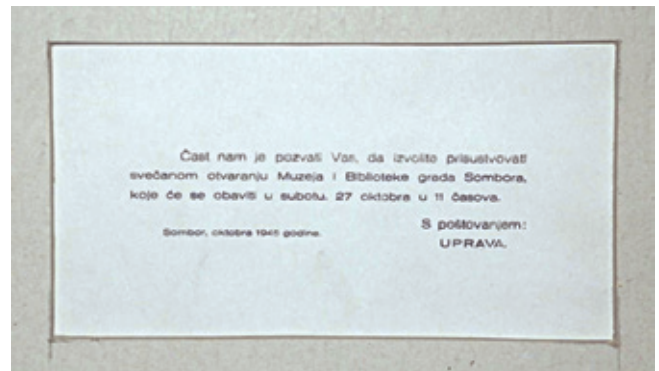 Čast nam je pozvati Vas, da izvolite prisustvovati
svečanom otvaranju Muzeja i Biblioteke grada Sombora,
koje će se obaviti u subotu. 27 oktobra u 11 časova.
S poštovanjem:
Sombor, oktobra 1945 godine.
UPRAVA.